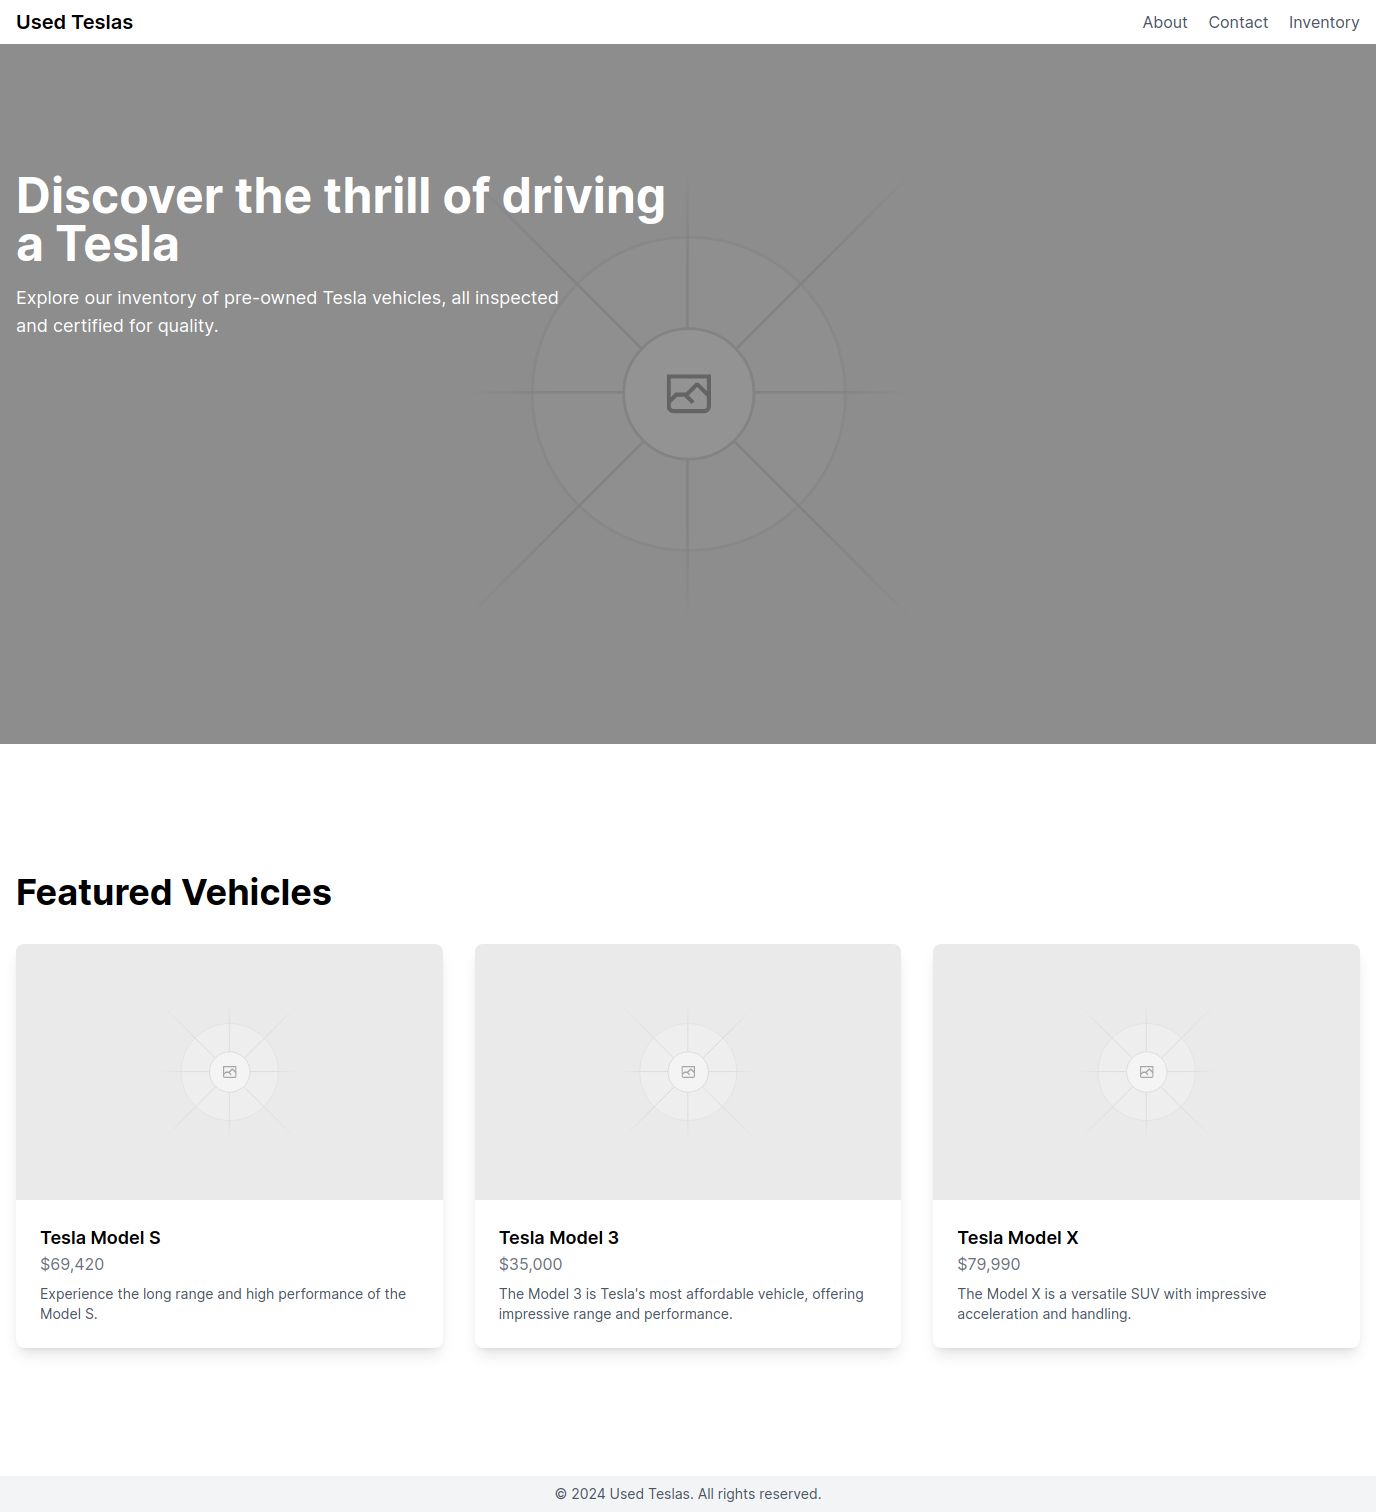 Used Teslas
About Contact Inventory
Discover the thrill of driving
a Tesla
Explore our inventory of pre-owned Tesla vehicles, all inspected
and certified for quality.
Featured Vehicles
Tesla Model S
$69,420
Experience the long range and high performance of the
Model S.
Tesla Model 3
$35,000
The Model 3 is Tesla's most affordable vehicle, offering
impressive range and performance.
Tesla Model X
$79,990
The Model X is a versatile SUV with impressive
acceleration and handling.
© 2024 Used Teslas. All rights reserved.